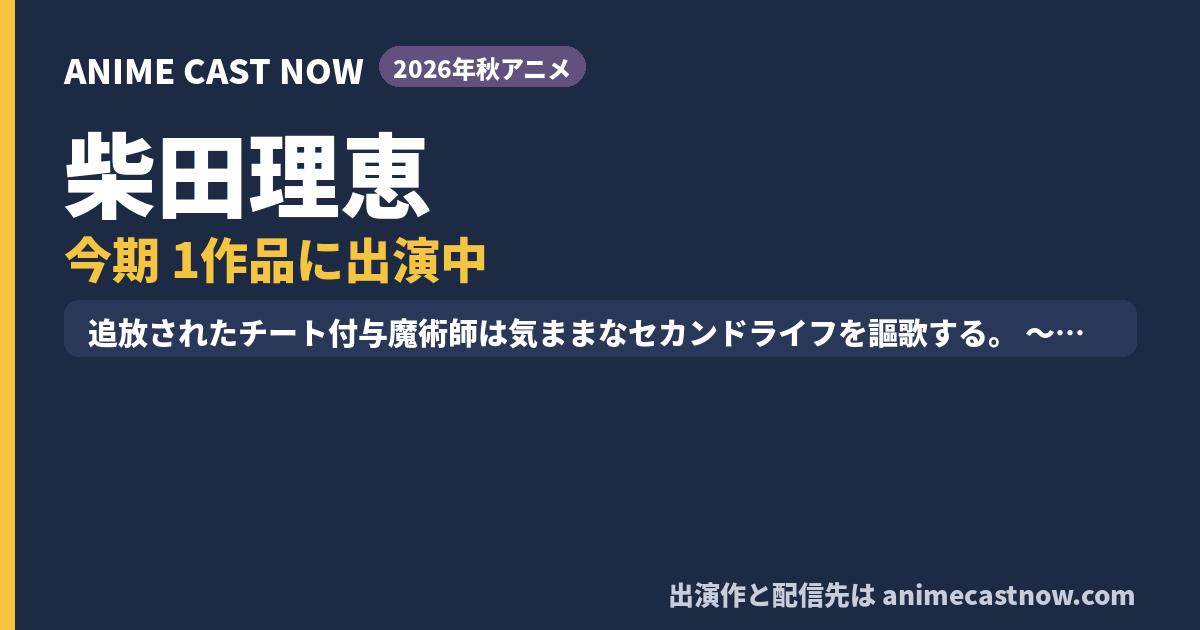 ANIME CAST NOW 2026年秋アニメ
柴田理恵
今期 1作品に出演中
追放されたチート付与魔術師は気ままなセカンドライフを謳歌する。 〜…
出演作と配信先は animecastnow.com